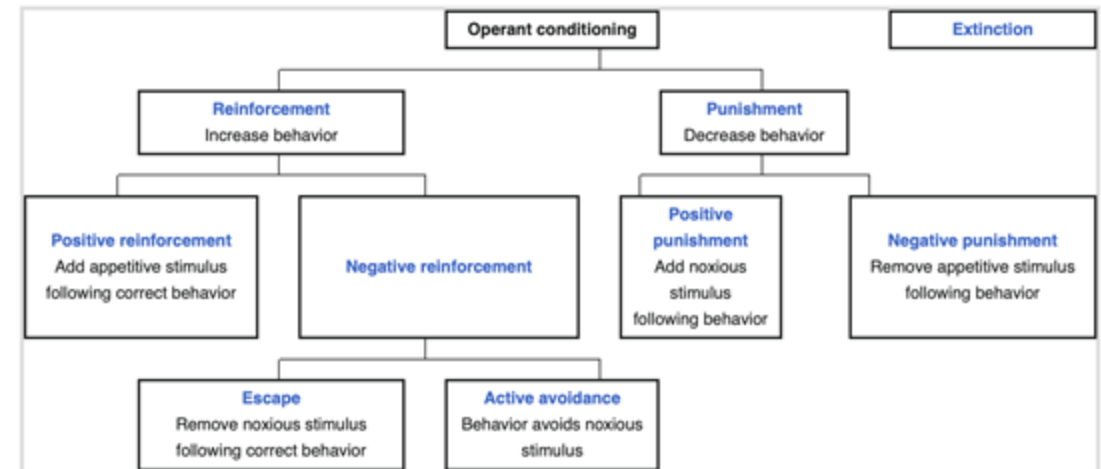 Operant conditioning
Extinction
Reinforcement
Increase behavior
Punishment
Decrease behavior
Positive reinforcement
Add appetitive stimulus
following correct behavior
Negative reinforcement
Positive
punishment
Add noxious
stimulus
following behavior
Negative punishment
Remove appetitive stimulus
following behavior
Escape
Remove noxious stimulus
following correct behavior
Active avoidance
Behavior avoids noxious
stimulus